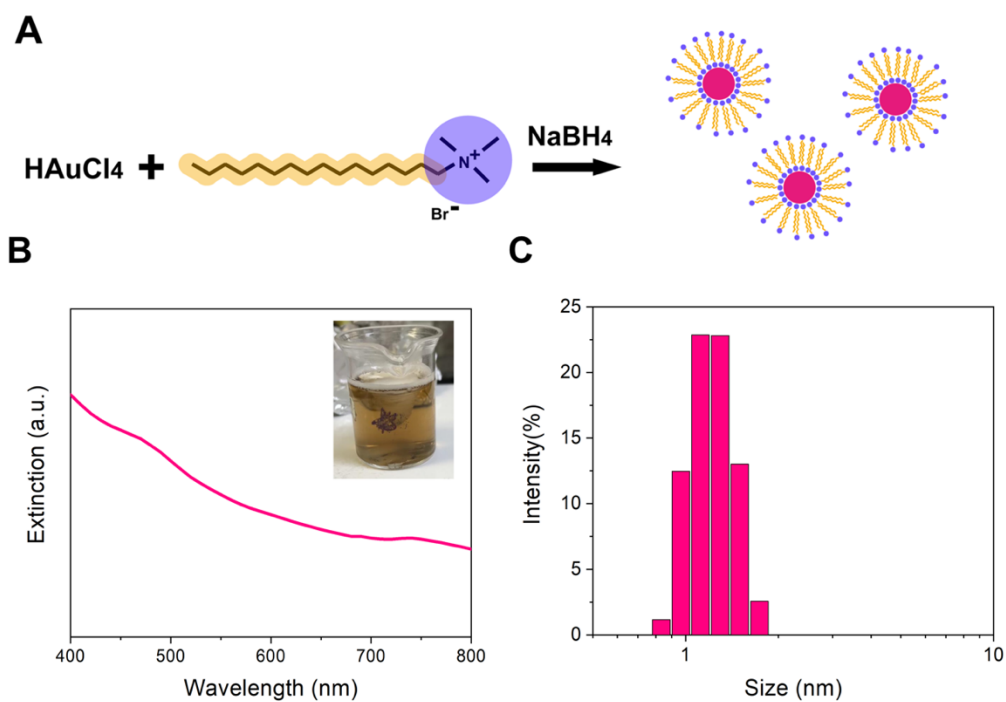 A
HAuCl4 + N+ Br- NaBH4
B
C
Extinction (a.u.)
400 500 600 700 800
Wavelength (nm)
Intensity(%)
25
20
15
10
5
0
1 10
Size (nm)